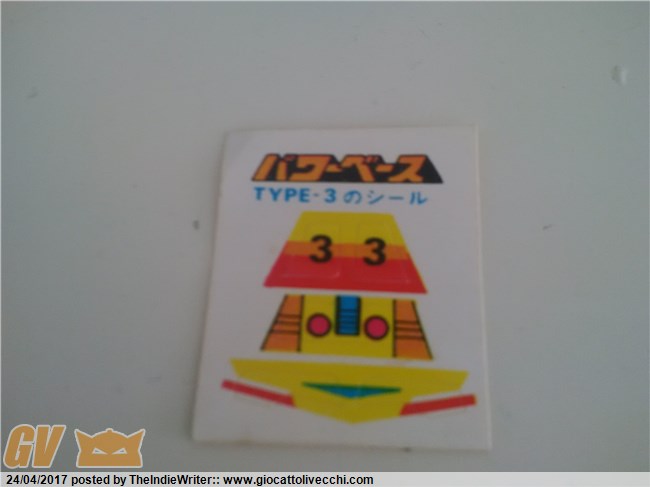 パワーベース
TYPE-3のシール
3 3
GV
24/04/2017 posted by TheIndieWriter:: www.giocattolivecchi.com